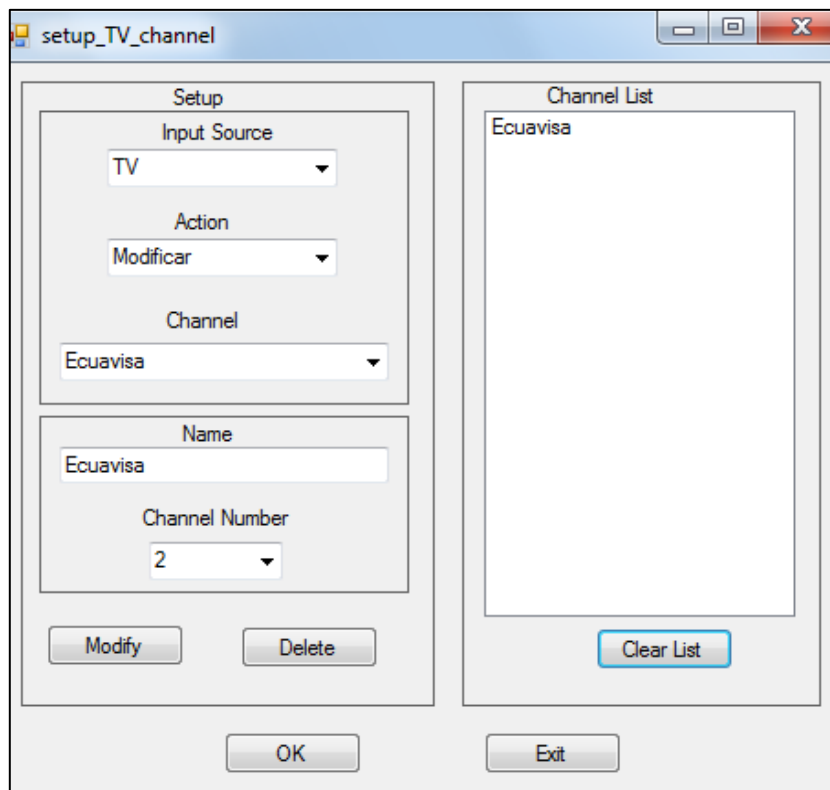 setup_TV_channel
Setup
Input Source
TV
Action
Modificar
Channel
Ecuavisa
Name
Ecuavisa
Channel Number
2
Modify
Delete
Channel List
Ecuavisa
Clear List
OK
Exit